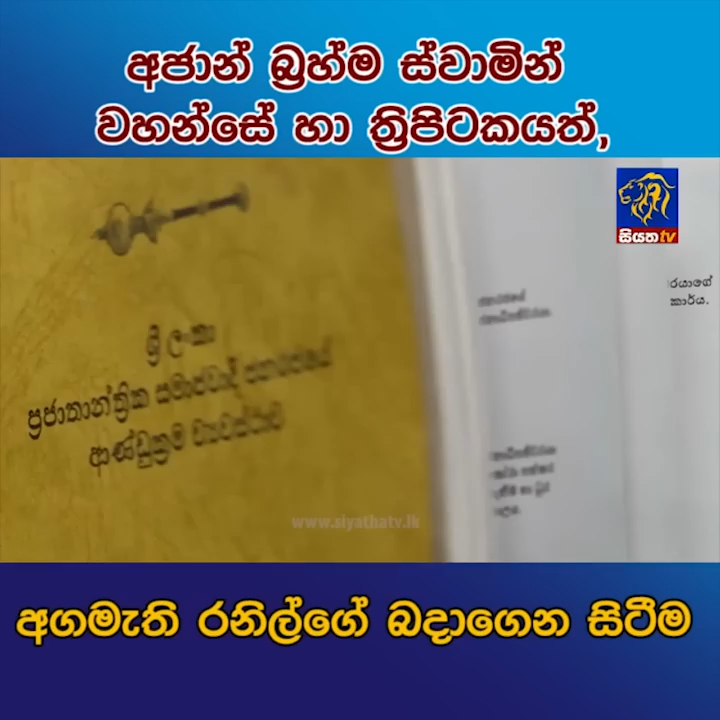 අජාන් බ්‍රහ්ම ස්වාමින්
වහන්සේ හා ත්‍රිපිටකයත්,
සියත tv
රයාගේ
කාර්ය.
ශ්‍රී ලංකා
ප්‍රජාතාන්ත්‍රික සමාජවාදී ජනරජයේ
ආණ්ඩුක්‍රම ව්‍යවස්ථාව
www.siyathatv.lk
අගමැති රනිල්ගේ බදාගෙන සිටීම